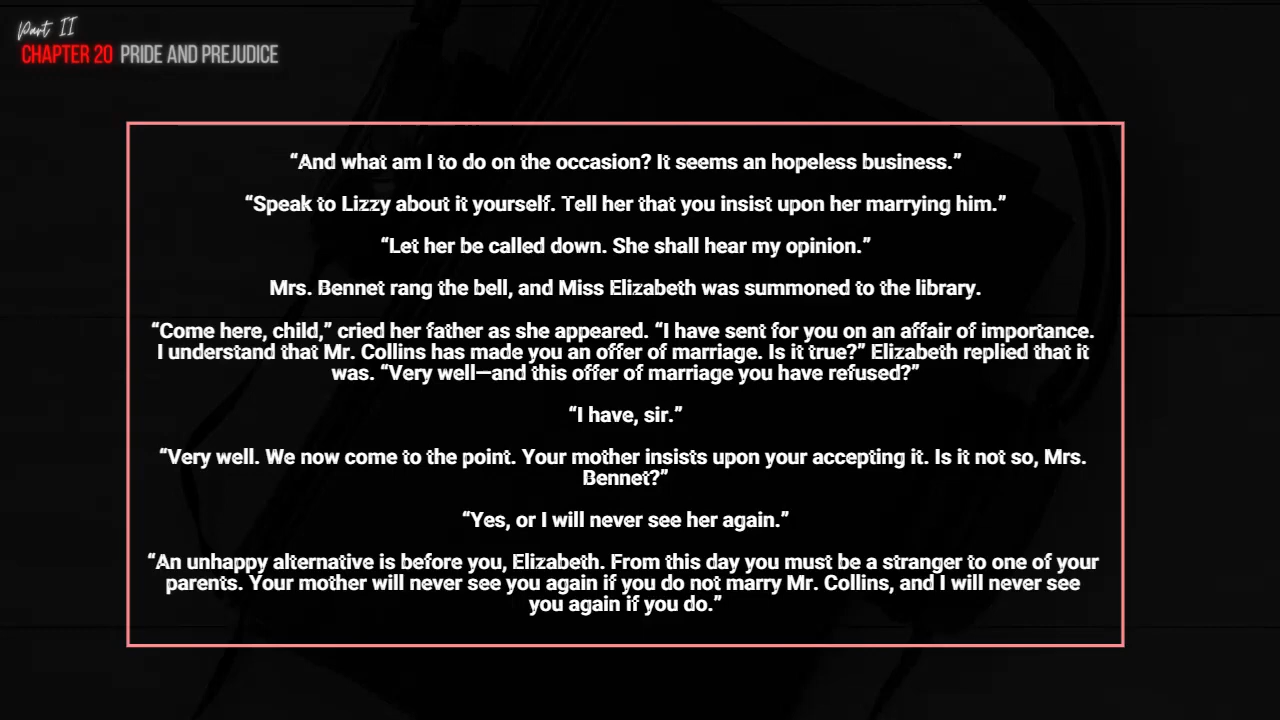 Part II
CHAPTER 20 PRIDE AND PREJUDICE
“And what am I to do on the occasion? It seems an hopeless business.”
“Speak to Lizzy about it yourself. Tell her that you insist upon her marrying him.”
“Let her be called down. She shall hear my opinion.”
Mrs. Bennet rang the bell, and Miss Elizabeth was summoned to the library.
“Come here, child,” cried her father as she appeared. “I have sent for you on an affair of importance.
I understand that Mr. Collins has made you an offer of marriage. Is it true?” Elizabeth replied that it
was. “Very well—and this offer of marriage you have refused?”
“I have, sir.”
“Very well. We now come to the point. Your mother insists upon your accepting it. Is it not so, Mrs.
Bennet?”
“Yes, or I will never see her again.”
“An unhappy alternative is before you, Elizabeth. From this day you must be a stranger to one of your
parents. Your mother will never see you again if you do not marry Mr. Collins, and I will never see
you again if you do.”